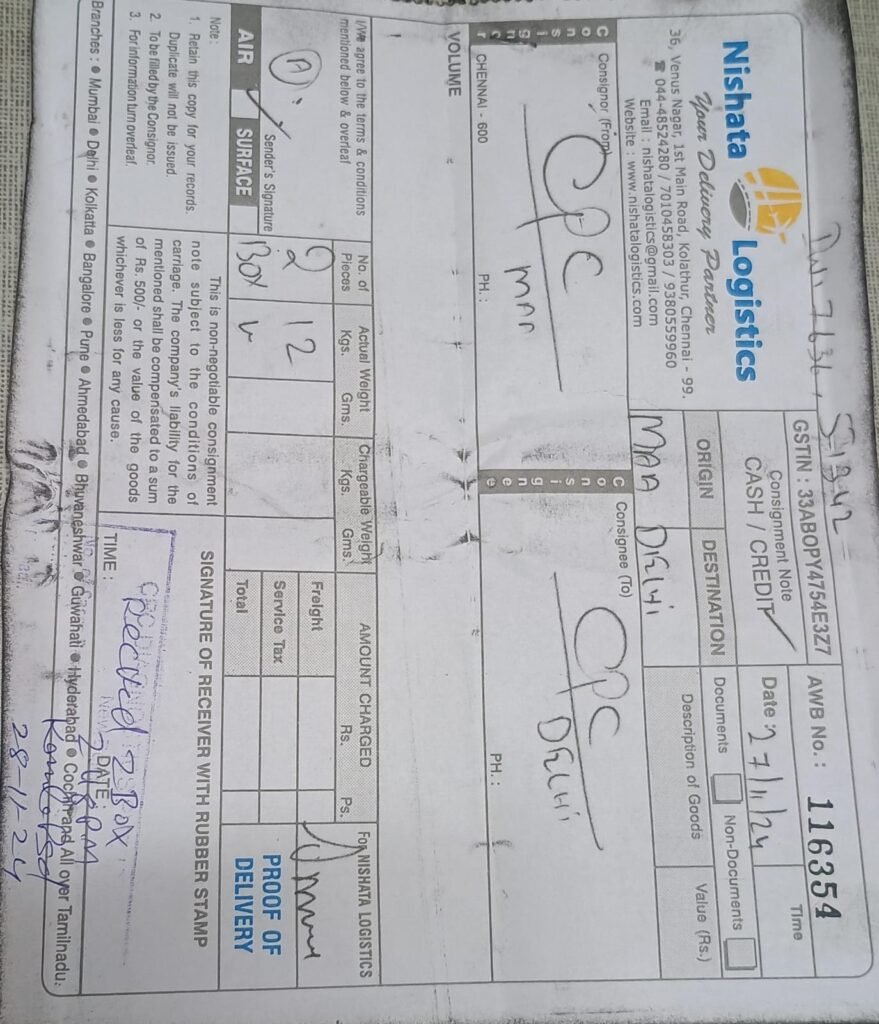 Nishata Logistics
Your Delivery Partner
36, Venus Nagar, 1st Main Road, Kolathur, Chennai - 99.
☎ 044-48524280 / 7010458303 / 9380559960
Email : nishatalogistics@gmail.com
Website : www.nishatalogistics.com
51342
GSTIN : 33ABOPY4754E3Z7
AWB No. : 116354
Consignment Note
CASH / CREDIT ✓
Date : 27/11/24
Time
ORIGIN
DESTINATION
MAA
DELHI
Documents
Non-Documents
Description of Goods
Value (Rs.)
Consignor
Consignor (From)
CPC
MAA
CHENNAI - 600
PH. :
Consignee
Consignee (To)
CPC
DELHI
PH. :
VOLUME
I/We agree to the terms & conditions
mentioned below & overleaf
Sender's Signature
AIR ✓
SURFACE
No. of Pieces
Actual Weight
Kgs. Gms.
Chargeable Weight
Kgs. Gms.
2 12
BOX
AMOUNT CHARGED
Rs. Ps.
Freight
Service Tax
Total
For NISHATA LOGISTICS
PROOF OF
DELIVERY
Note :
1. Retain this copy for your records.
Duplicate will not be issued.
2. To be filled by the Consignor.
3. For information turn overleaf.
This is non-negotiable consignment
note subject to the conditions of
carriage. The company's liability for the
mentioned shall be compensated to a sum
of Rs. 500/- or the value of the goods
whichever is less for any cause.
SIGNATURE OF RECEIVER WITH RUBBER STAMP
Received 2 Box
TIME :
DATE :
28-11-24
Branches : ● Mumbai ● Delhi ● Kolkatta ● Bangalore ● Pune ● Ahmedabad ● Bhuvaneshwar ● Guwahati ● Hyderabad ● Cochin and All over Tamilnadu.